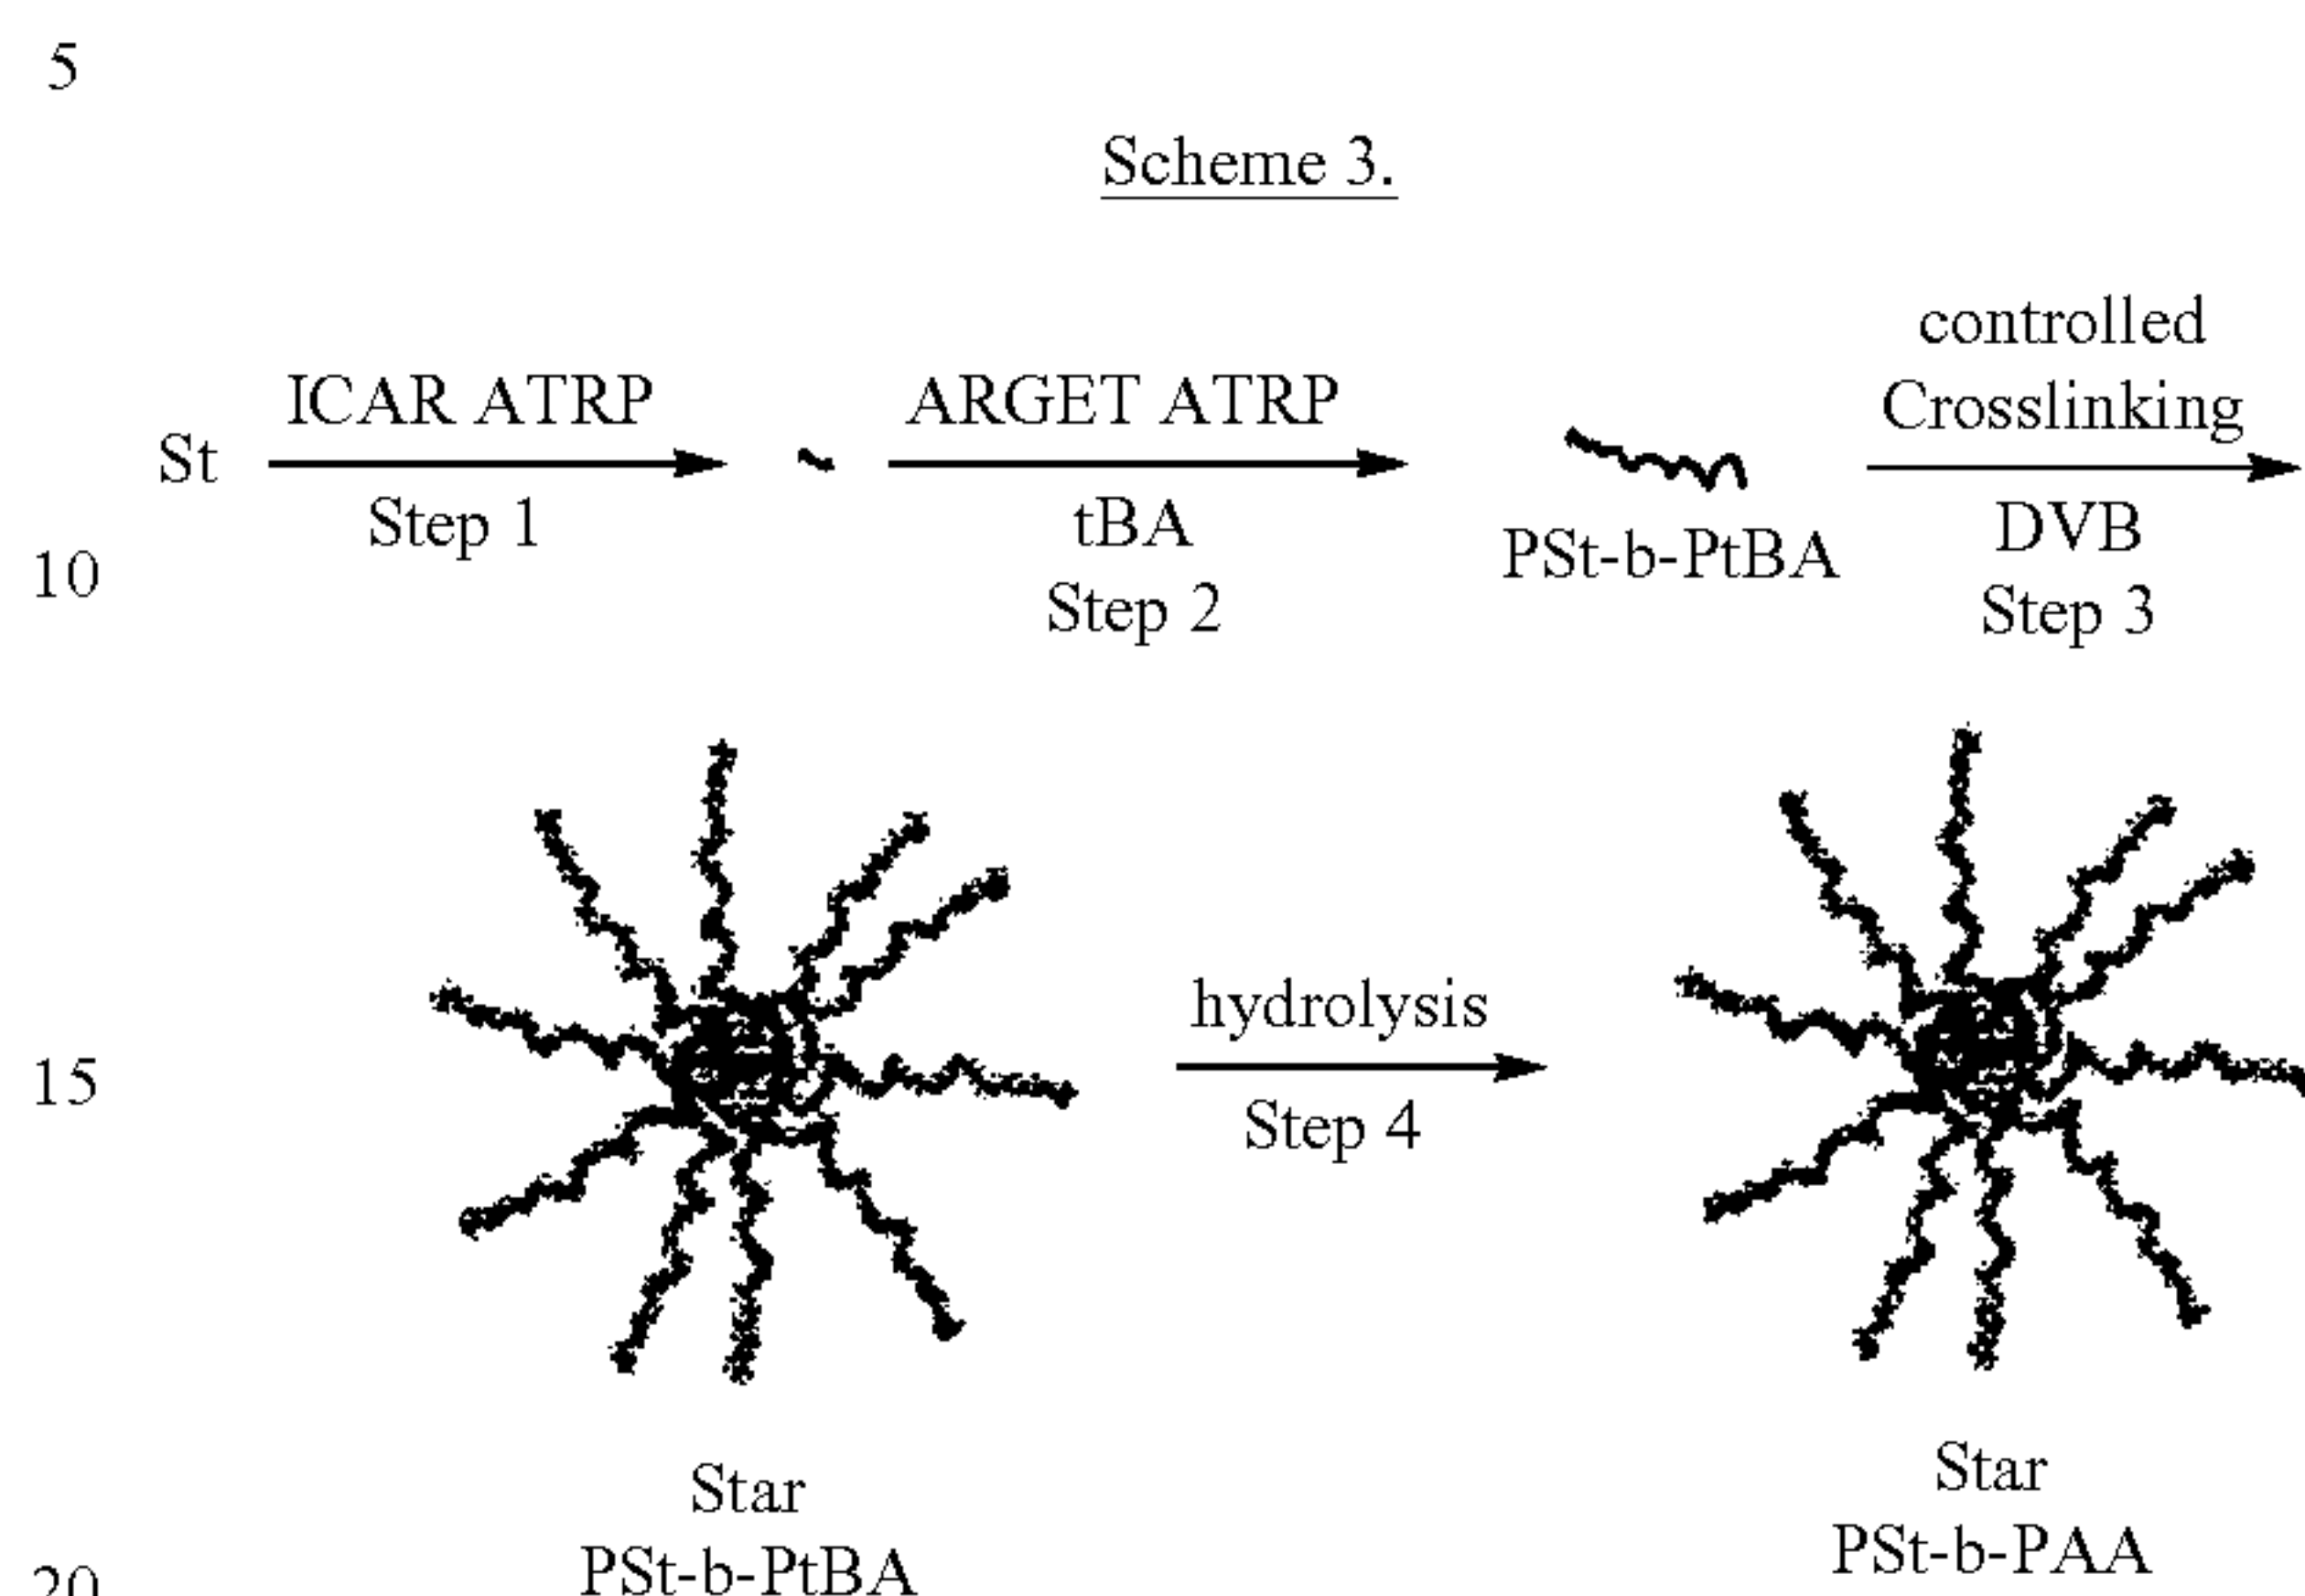 5
Scheme 3.
St
ICAR ATRP
Step 1
ARGET ATRP
tBA
Step 2
PSt-b-PtBA
controlled
Crosslinking
DVB
Step 3
10
15
hydrolysis
Step 4
Star
PSt-b-PtBA
Star
PSt-b-PAA
20